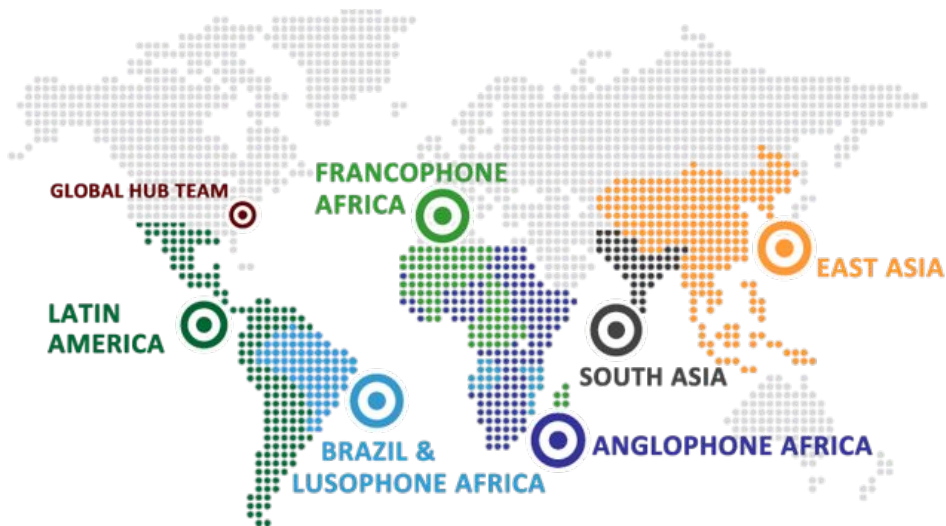 FRANCOPHONE
AFRICA
GLOBAL HUB TEAM
EAST ASIA
LATIN
AMERICA
SOUTH ASIA
ANGLOPHONE AFRICA
BRAZIL &
LUSOPHONE AFRICA